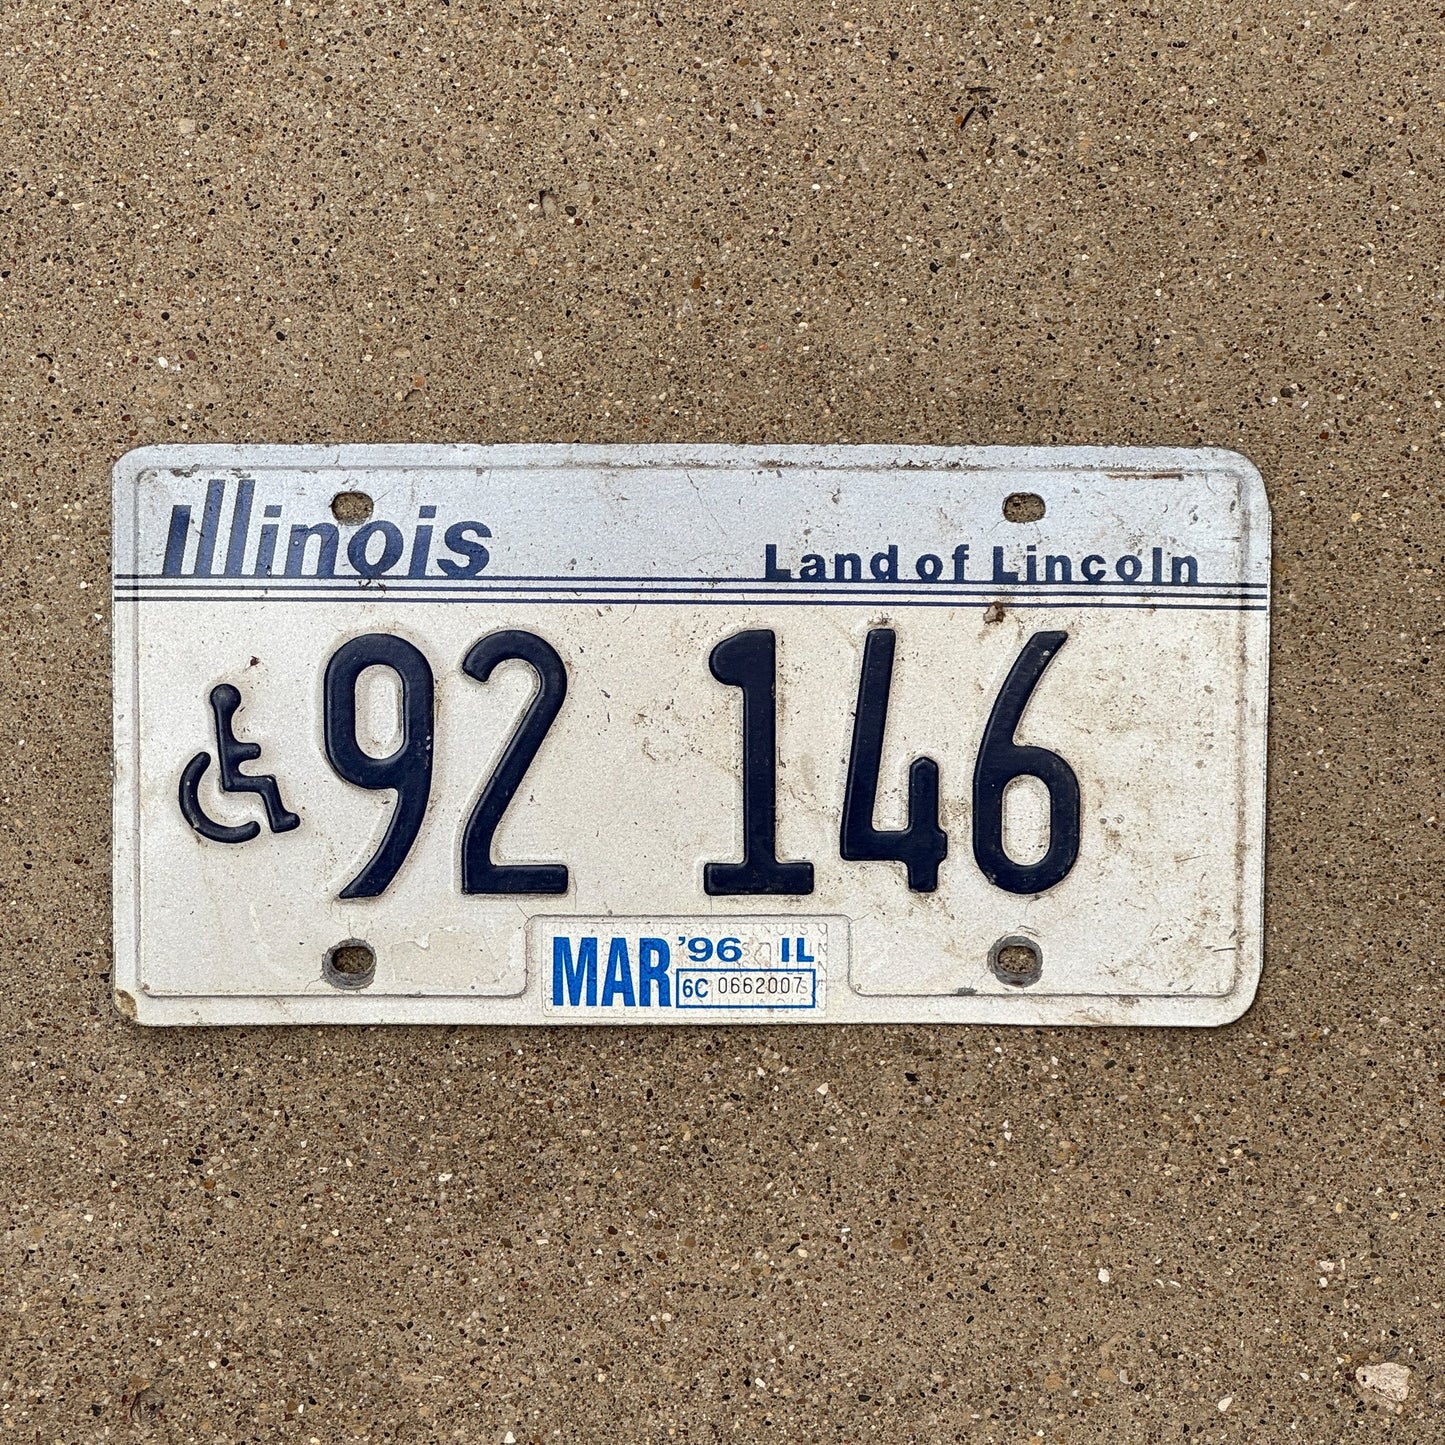 Illinois Land of Lincoln
92 146
MAR '96 IL
6C 0662007